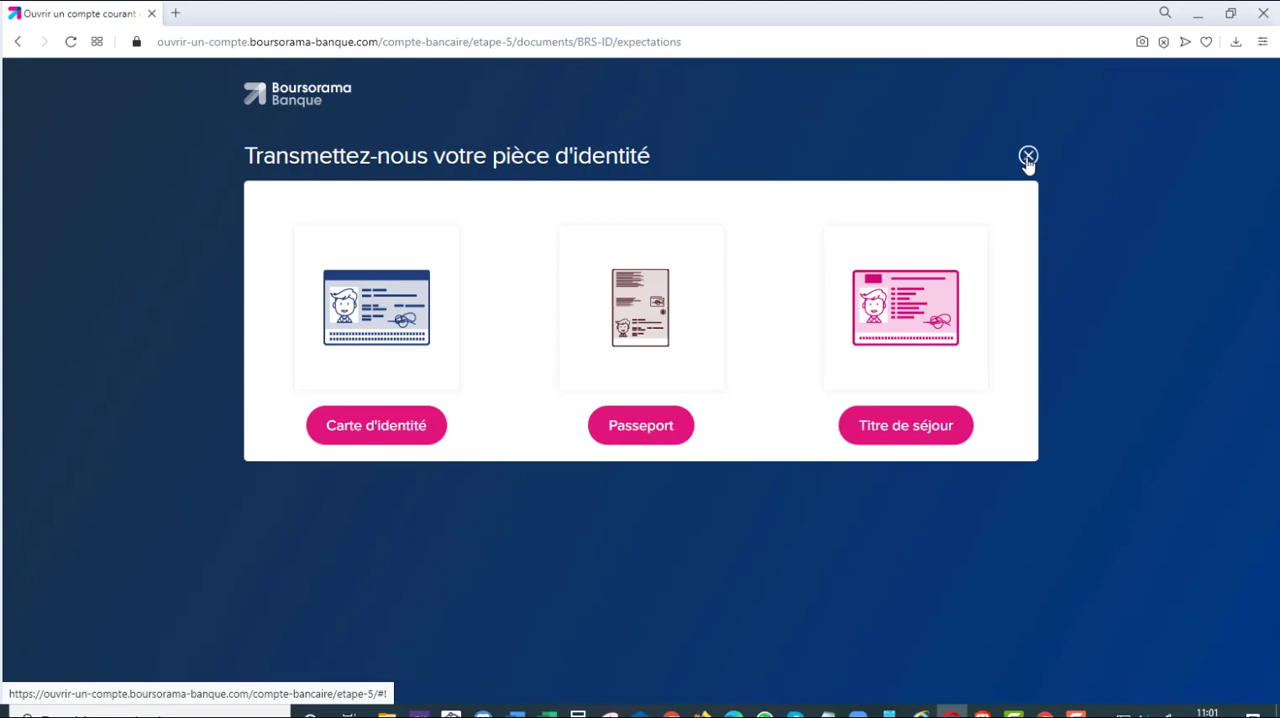 Ouvrir un compte courant
ouvrir-un-compte.boursorama-banque.com/compte-bancaire/etape-5/documents/BRS-ID/expectations
Boursorama
Banque
Transmettez-nous votre pièce d'identité
Carte d'identité
Passeport
Titre de séjour
https://ouvrir-un-compte.boursorama-banque.com/compte-bancaire/etape-5/#!
11:01